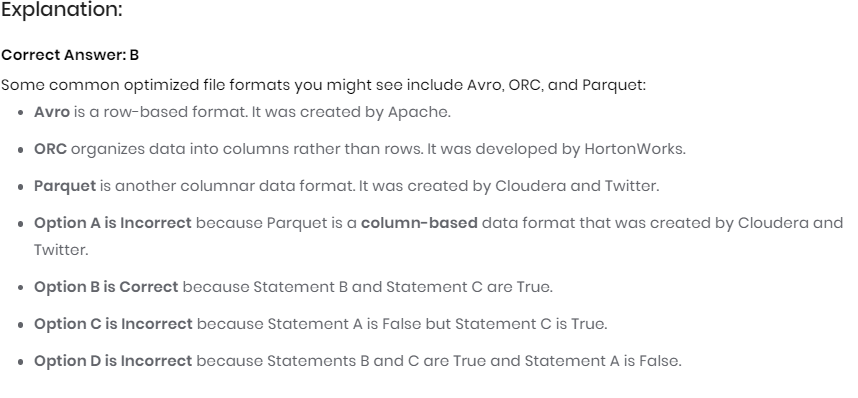 Explanation:
Correct Answer: B
Some common optimized file formats you might see include Avro, ORC, and Parquet:
• Avro is a row-based format. It was created by Apache.
• ORC organizes data into columns rather than rows. It was developed by HortonWorks.
• Parquet is another columnar data format. It was created by Cloudera and Twitter.
• Option A is Incorrect because Parquet is a column-based data format that was created by Cloudera and
Twitter.
• Option B is Correct because Statement B and Statement C are True.
• Option C is Incorrect because Statement A is False but Statement C is True.
• Option D is Incorrect because Statements B and C are True and Statement A is False.